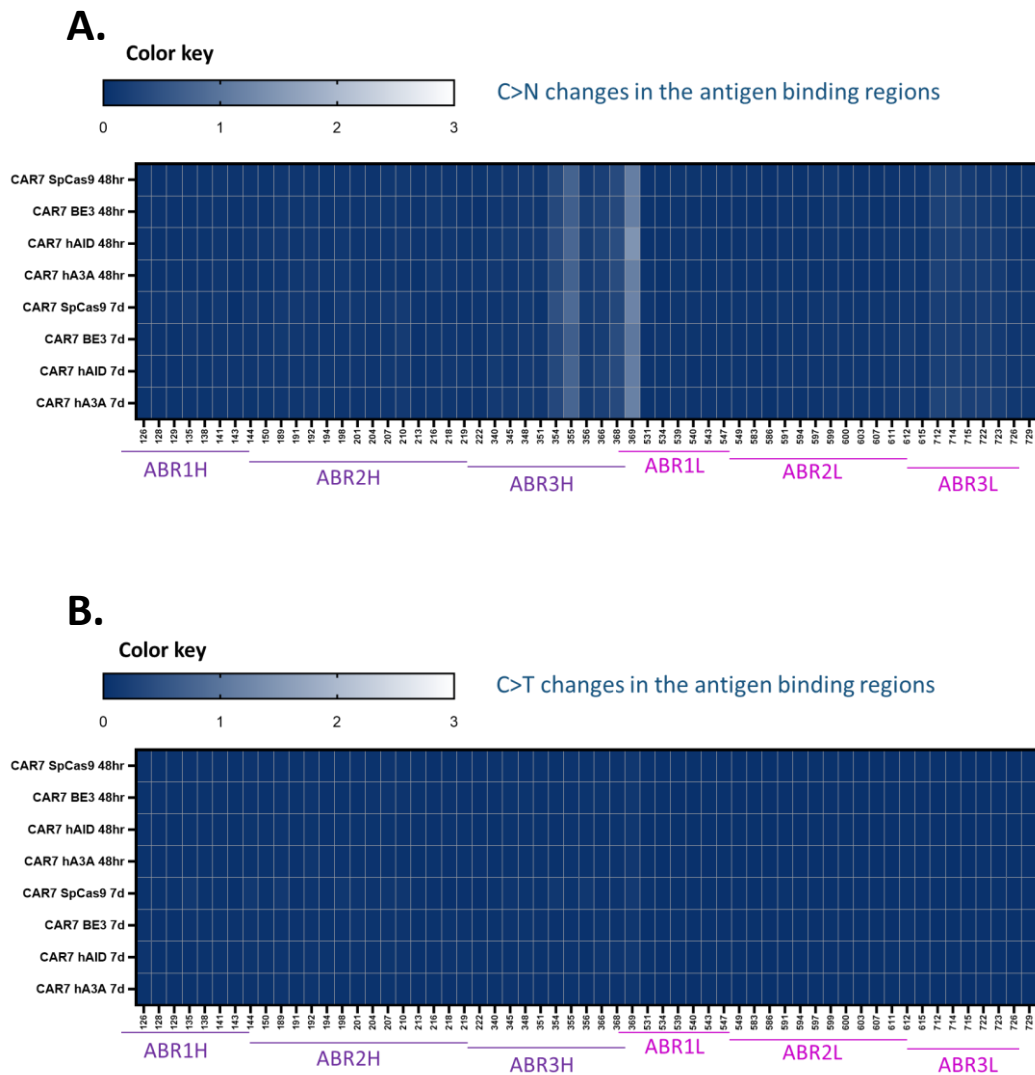 A.
Color key
C>N changes in the antigen binding regions
0 1 2 3
CAR7 SpCas9 48hr
CAR7 BE3 48hr
CAR7 hAID 48hr
CAR7 hA3A 48hr
CAR7 SpCas9 7d
CAR7 BE3 7d
CAR7 hAID 7d
CAR7 hA3A 7d
126 128 129 135 138 141 143 144 150 189 191 192 194 198 201 204 207 210 213 218 219 222 340 345 348 351 354 355 356 366 368 369 531 534 539 540 543 547 549 583 586 591 594 597 599 600 603 607 611 612 712 714 715 722 723 726 729
ABR1H ABR2H ABR3H ABR1L ABR2L ABR3L
B.
Color key
C>T changes in the antigen binding regions
0 1 2 3
CAR7 SpCas9 48hr
CAR7 BE3 48hr
CAR7 hAID 48hr
CAR7 hA3A 48hr
CAR7 SpCas9 7d
CAR7 BE3 7d
CAR7 hAID 7d
CAR7 hA3A 7d
126 128 129 135 138 141 143 144 150 189 191 192 194 198 201 204 207 210 213 218 219 222 340 345 348 351 354 355 356 366 368 369 531 534 539 540 543 547 549 583 586 591 594 597 599 600 603 607 611 612 712 714 715 722 723 726 729
ABR1H ABR2H ABR3H ABR1L ABR2L ABR3L